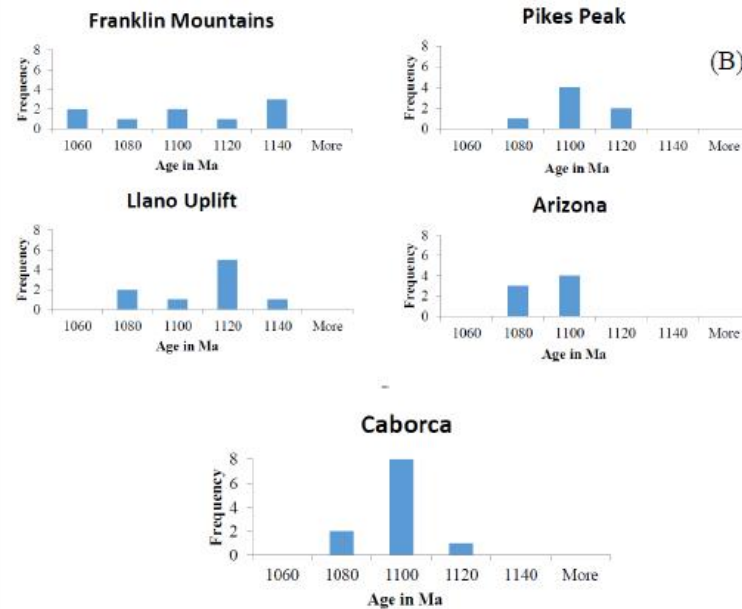 Franklin Mountains
Frequency
8
6
4
2
0
1060 1080 1100 1120 1140 More
Age in Ma
Pikes Peak
(B)
Frequency
8
6
4
2
0
1060 1080 1100 1120 1140 More
Age in Ma
Llano Uplift
Frequency
8
6
4
2
0
1060 1080 1100 1120 1140 More
Age in Ma
Arizona
Frequency
8
6
4
2
0
1060 1080 1100 1120 1140 More
Age in Ma
Caborca
Frequency
8
6
4
2
0
1060 1080 1100 1120 1140 More
Age in Ma